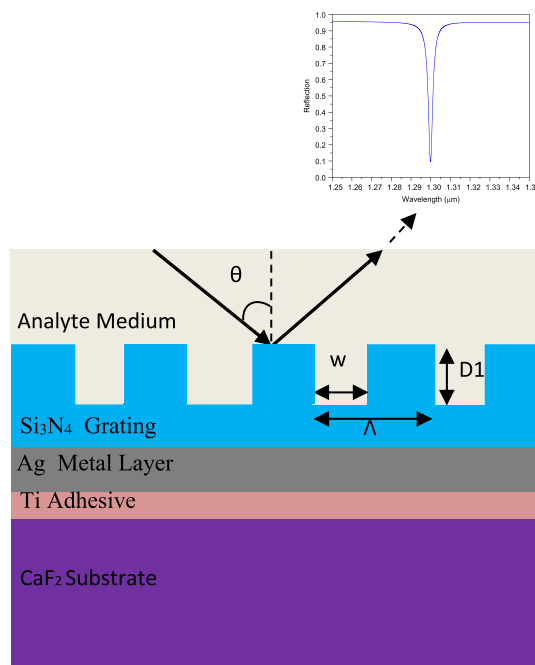 1.0
0.9
0.8
0.7
0.6
0.5
0.4
0.3
0.2
0.1
0.0
Reflection
1.25 1.26 1.27 1.28 1.29 1.30 1.31 1.32 1.33 1.34 1.3
Wavelength (μm)
θ
Analyte Medium
w
D1
Λ
Si₃N₄ Grating
Ag Metal Layer
Ti Adhesive
CaF₂ Substrate